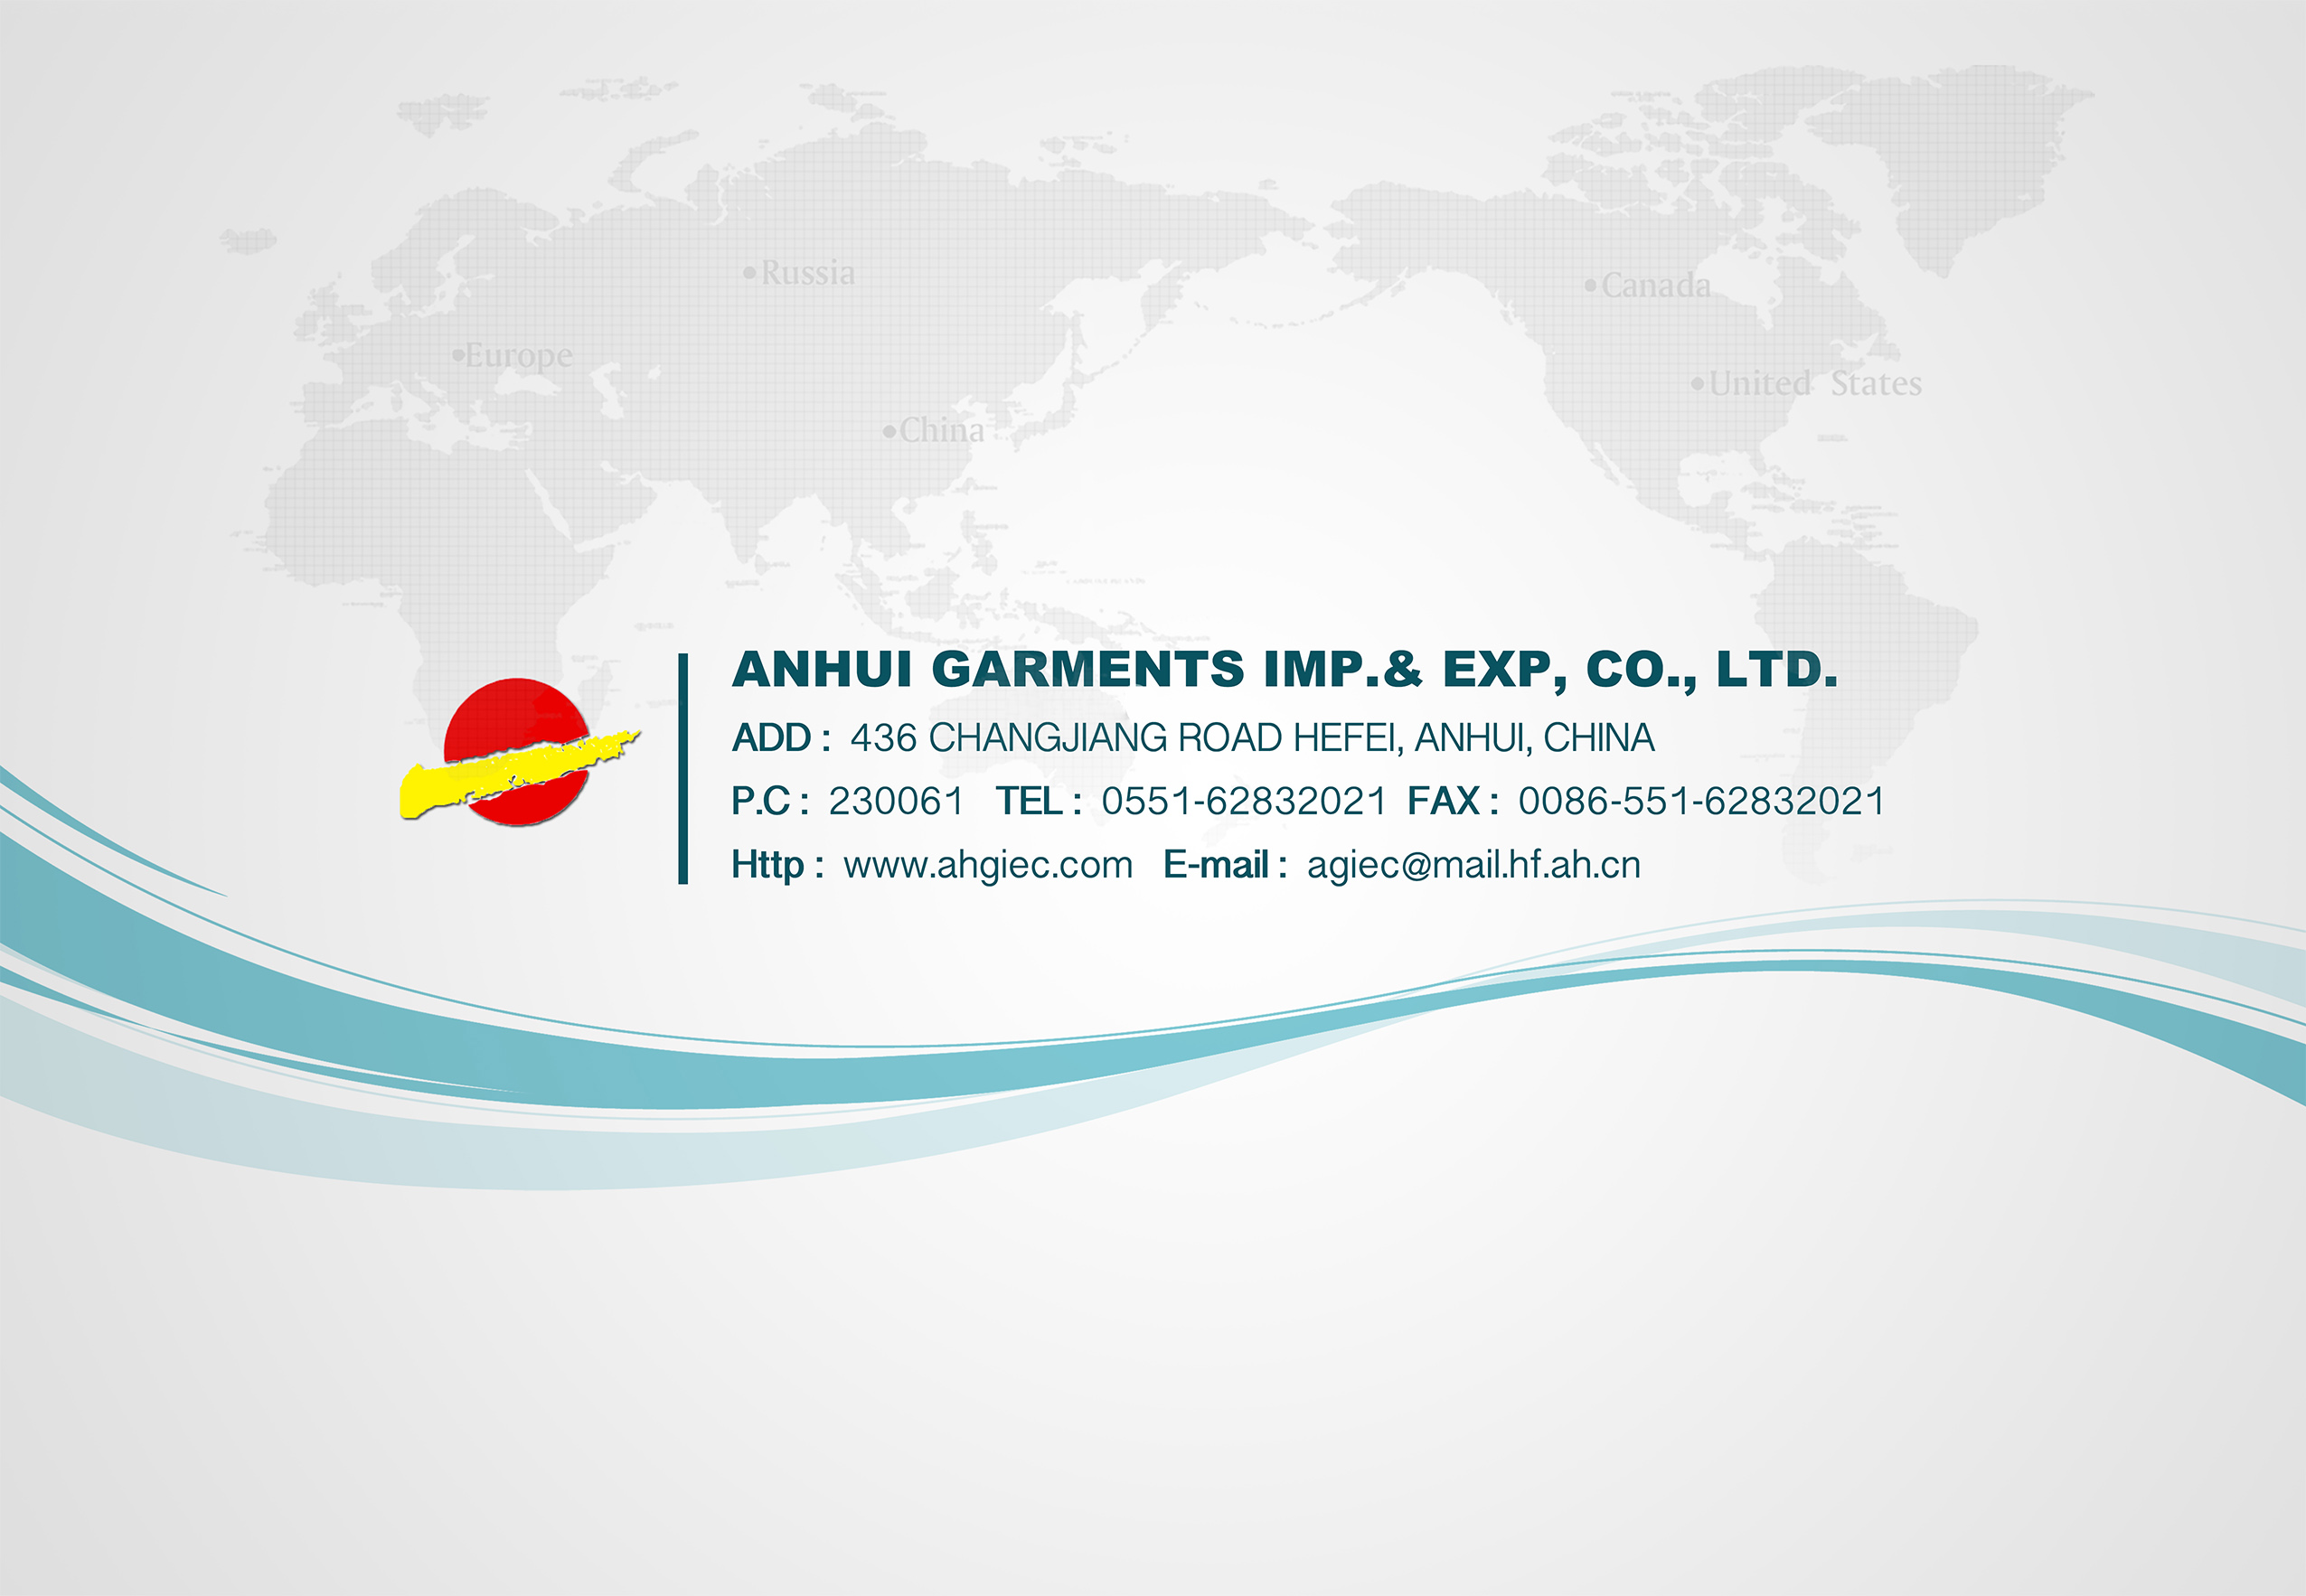 Russia
Canada
Europe
United States
China
ANHUI GARMENTS IMP.& EXP, CO., LTD.
ADD : 436 CHANGJIANG ROAD HEFEI, ANHUI, CHINA
P.C : 230061 TEL : 0551-62832021 FAX : 0086-551-62832021
Http : www.ahgiec.com E-mail : agiec@mail.hf.ah.cn